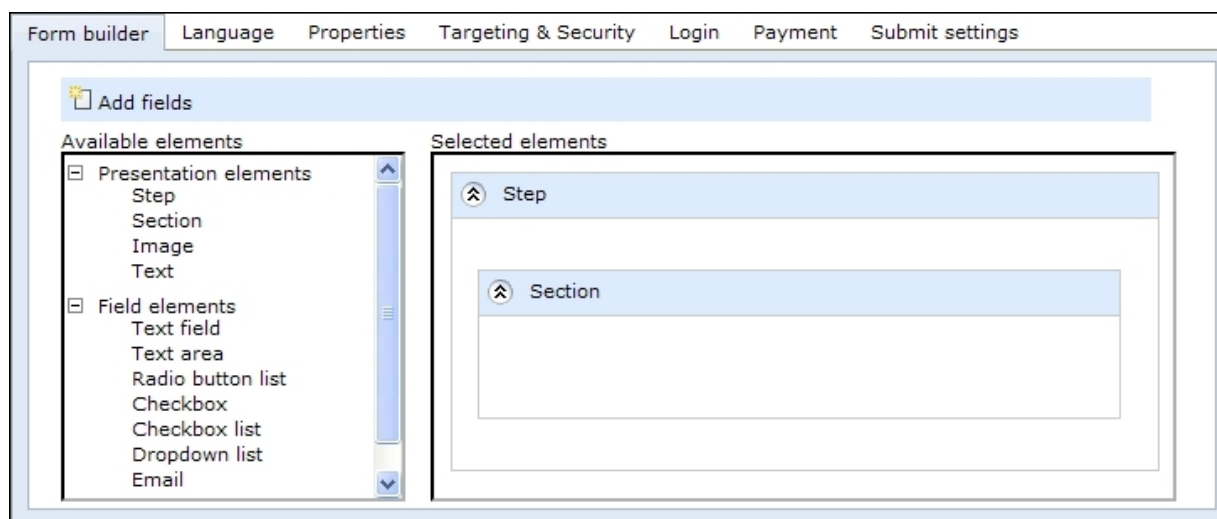 Form builder Language Properties Targeting & Security Login Payment Submit settings
Add fields
Available elements
Presentation elements
Step
Section
Image
Text
Field elements
Text field
Text area
Radio button list
Checkbox
Checkbox list
Dropdown list
Email
Selected elements
Step
Section